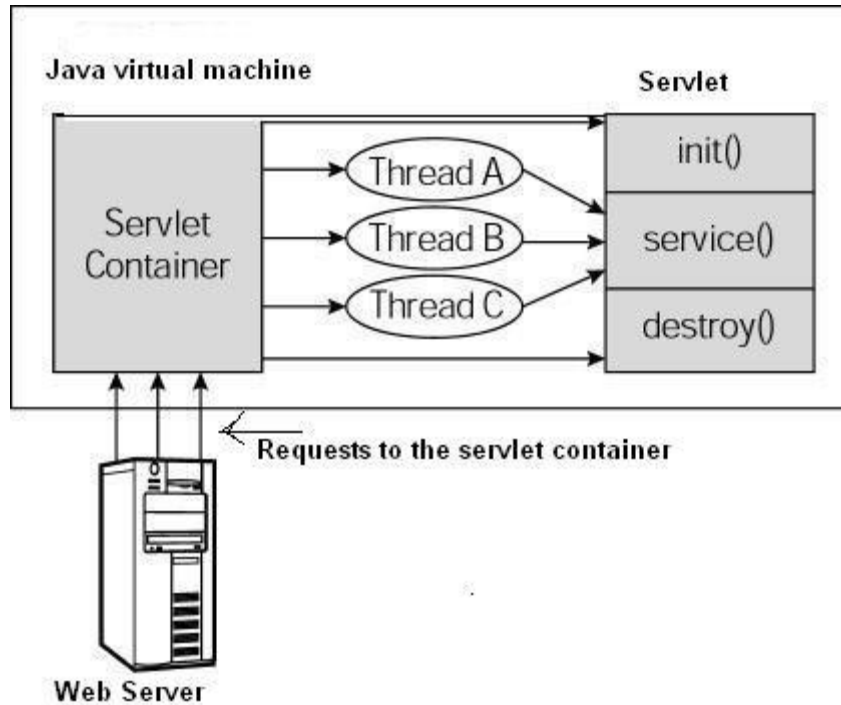 Java virtual machine
Servlet
Servlet
Container
Thread A
Thread B
Thread C
init()
service()
destroy()
Requests to the servlet container
Web Server